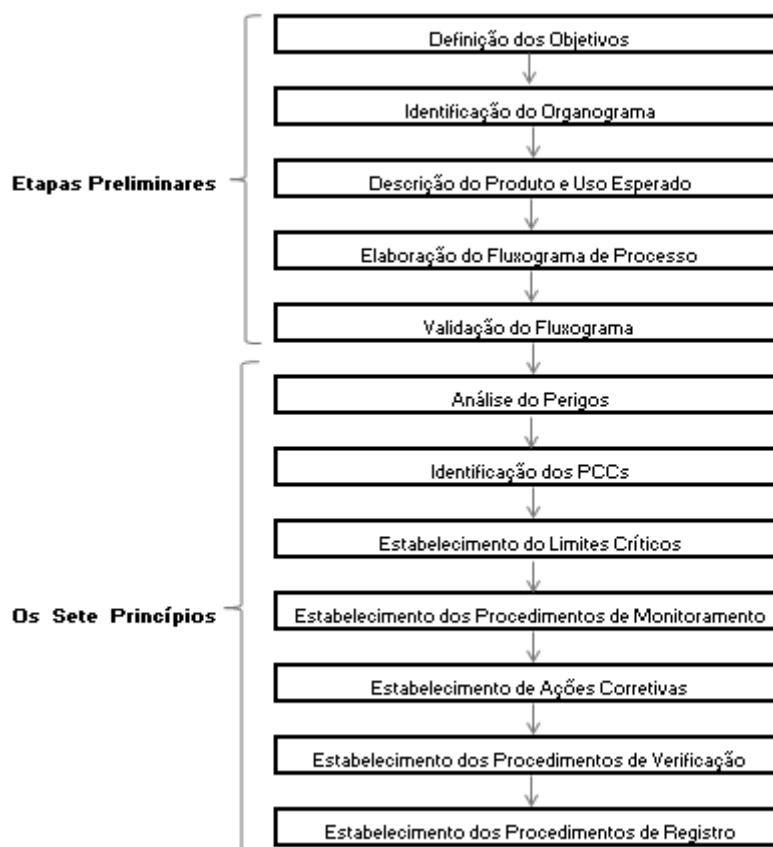 Definição dos Objetivos
Identificação do Organograma
Etapas Preliminares
Descrição do Produto e Uso Esperado
Elaboração do Fluxograma de Processo
Validação do Fluxograma
Análise do Perigos
Identificação dos PCCs
Estabelecimento do Limites Críticos
Os Sete Princípios
Estabelecimento dos Procedimentos de Monitoramento
Estabelecimento de Ações Corretivas
Estabelecimento dos Procedimentos de Verificação
Estabelecimento dos Procedimentos de Registro